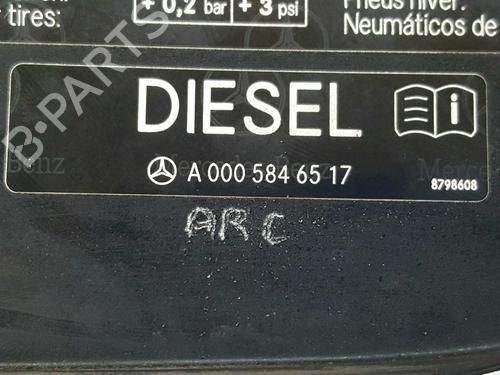 + 0,2 bar + 3 psi
r tires:
Pneus hiver:
Neumáticos de
DIESEL
i
A 000 584 65 17
8798608
ARC
B-PARTS